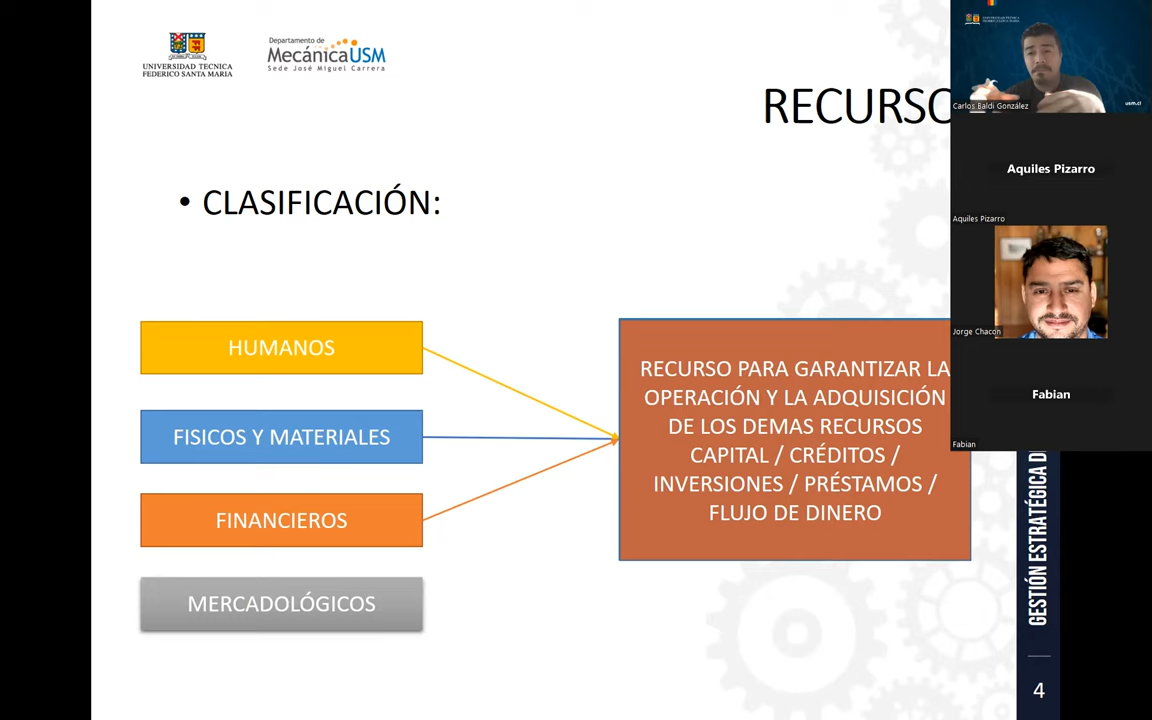 UNIVERSIDAD TECNICA
FEDERICO SANTA MARIA
Departamento de
MecánicaUSM
Sede José Miguel Carrera
RECURSO
• CLASIFICACIÓN:
HUMANOS
FISICOS Y MATERIALES
FINANCIEROS
MERCADOLÓGICOS
RECURSO PARA GARANTIZAR LA
OPERACIÓN Y LA ADQUISICIÓN
DE LOS DEMAS RECURSOS
CAPITAL / CRÉDITOS /
INVERSIONES / PRÉSTAMOS /
FLUJO DE DINERO
GESTIÓN ESTRATÉGICA D
4
Carlos Baldi González
usm.cl
Aquiles Pizarro
Aquiles Pizarro
Jorge Chacon
Fabian
Fabian